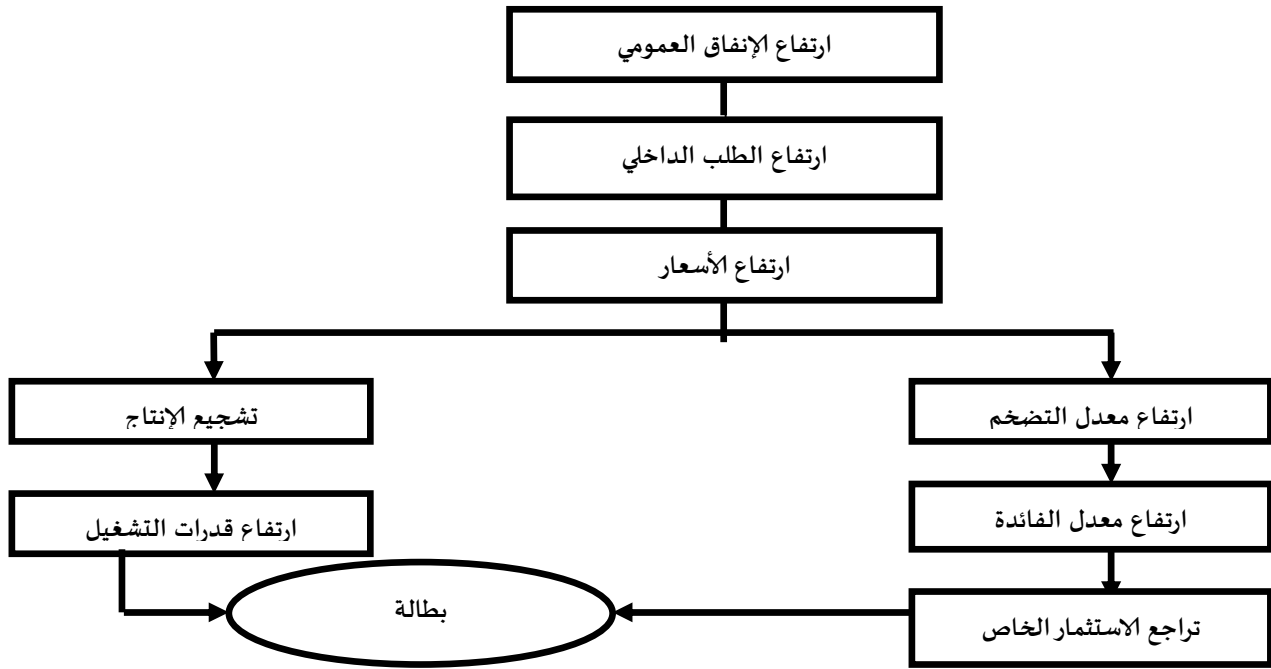 ارتفاع الإنفاق العمومي
ارتفاع الطلب الداخلي
ارتفاع الأسعار
ارتفاع معدل التضخم
تشجيع الإنتاج
ارتفاع معدل الفائدة
ارتفاع قدرات التشغيل
تراجع الاستثمار الخاص
بطالة